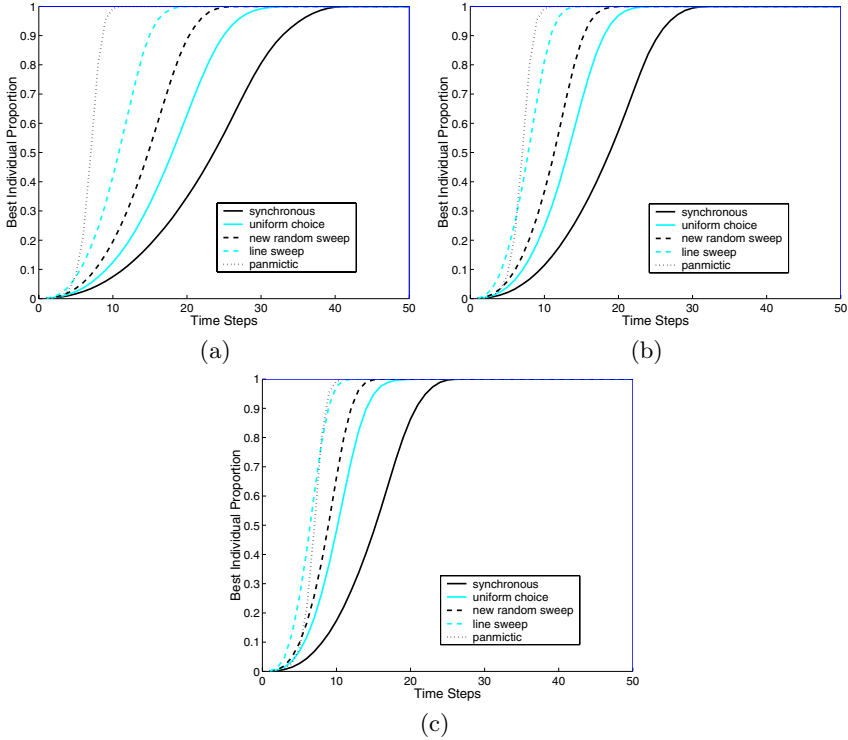 Best Individual Proportion
1
0.9
0.8
0.7
0.6
0.5
0.4
0.3
0.2
0.1
0
synchronous
uniform choice
new random sweep
line sweep
panmictic
0 10 20 30 40 50
Time Steps
(a)
Best Individual Proportion
1
0.9
0.8
0.7
0.6
0.5
0.4
0.3
0.2
0.1
0
synchronous
uniform choice
new random sweep
line sweep
panmictic
0 10 20 30 40 50
Time Steps
(b)
Best Individual Proportion
1
0.9
0.8
0.7
0.6
0.5
0.4
0.3
0.2
0.1
0
synchronous
uniform choice
new random sweep
line sweep
panmictic
0 10 20 30 40 50
Time Steps
(c)